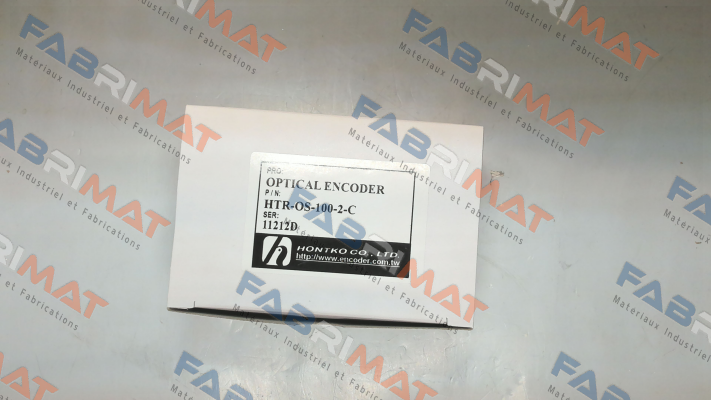 FABRIMAT
Materiaux Industriel et Fabrications
PRO:
OPTICAL ENCODER
P/N:
HTR-OS-100-2-C
SER:
11212D
HONTKO CO., LTD.
http://www.encoder.com.tw